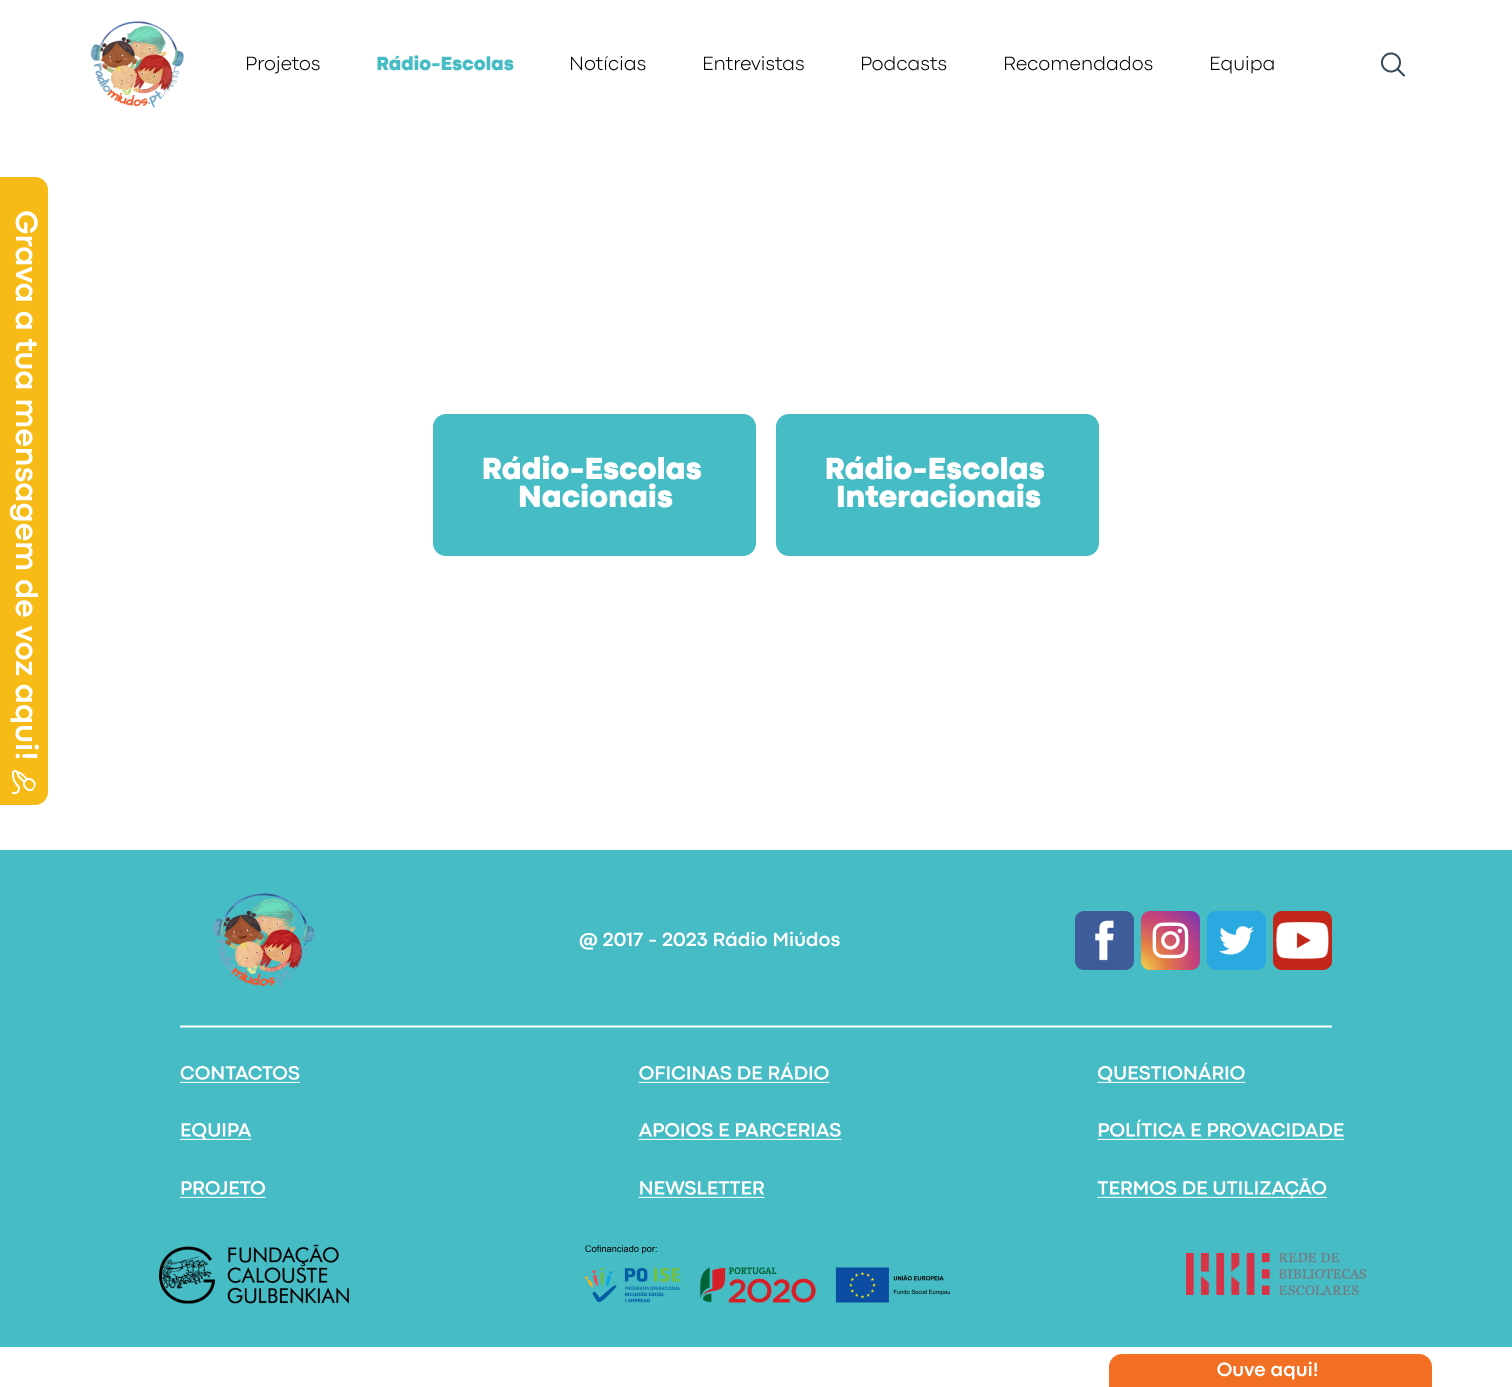 radiomiudos.pt
Projetos
Rádio-Escolas
Notícias
Entrevistas
Podcasts
Recomendados
Equipa
Grava a tua mensagem de voz aqui!
Rádio-Escolas
Nacionais
Rádio-Escolas
Interacionais
miudos
@ 2017 - 2023 Rádio Miúdos
CONTACTOS
OFICINAS DE RÁDIO
QUESTIONÁRIO
EQUIPA
APOIOS E PARCERIAS
POLÍTICA E PROVACIDADE
PROJETO
NEWSLETTER
TERMOS DE UTILIZAÇÃO
FUNDAÇÃO
CALOUSTE
GULBENKIAN
Cofinanciado por:
PO ISE
PROGRAMA OPERACIONAL
INCLUSÃO SOCIAL
E EMPREGO
PORTUGAL
2020
UNIÃO EUROPEIA
Fundo Social Europeu
REDE DE
BIBLIOTECAS
ESCOLARES
Ouve aqui!